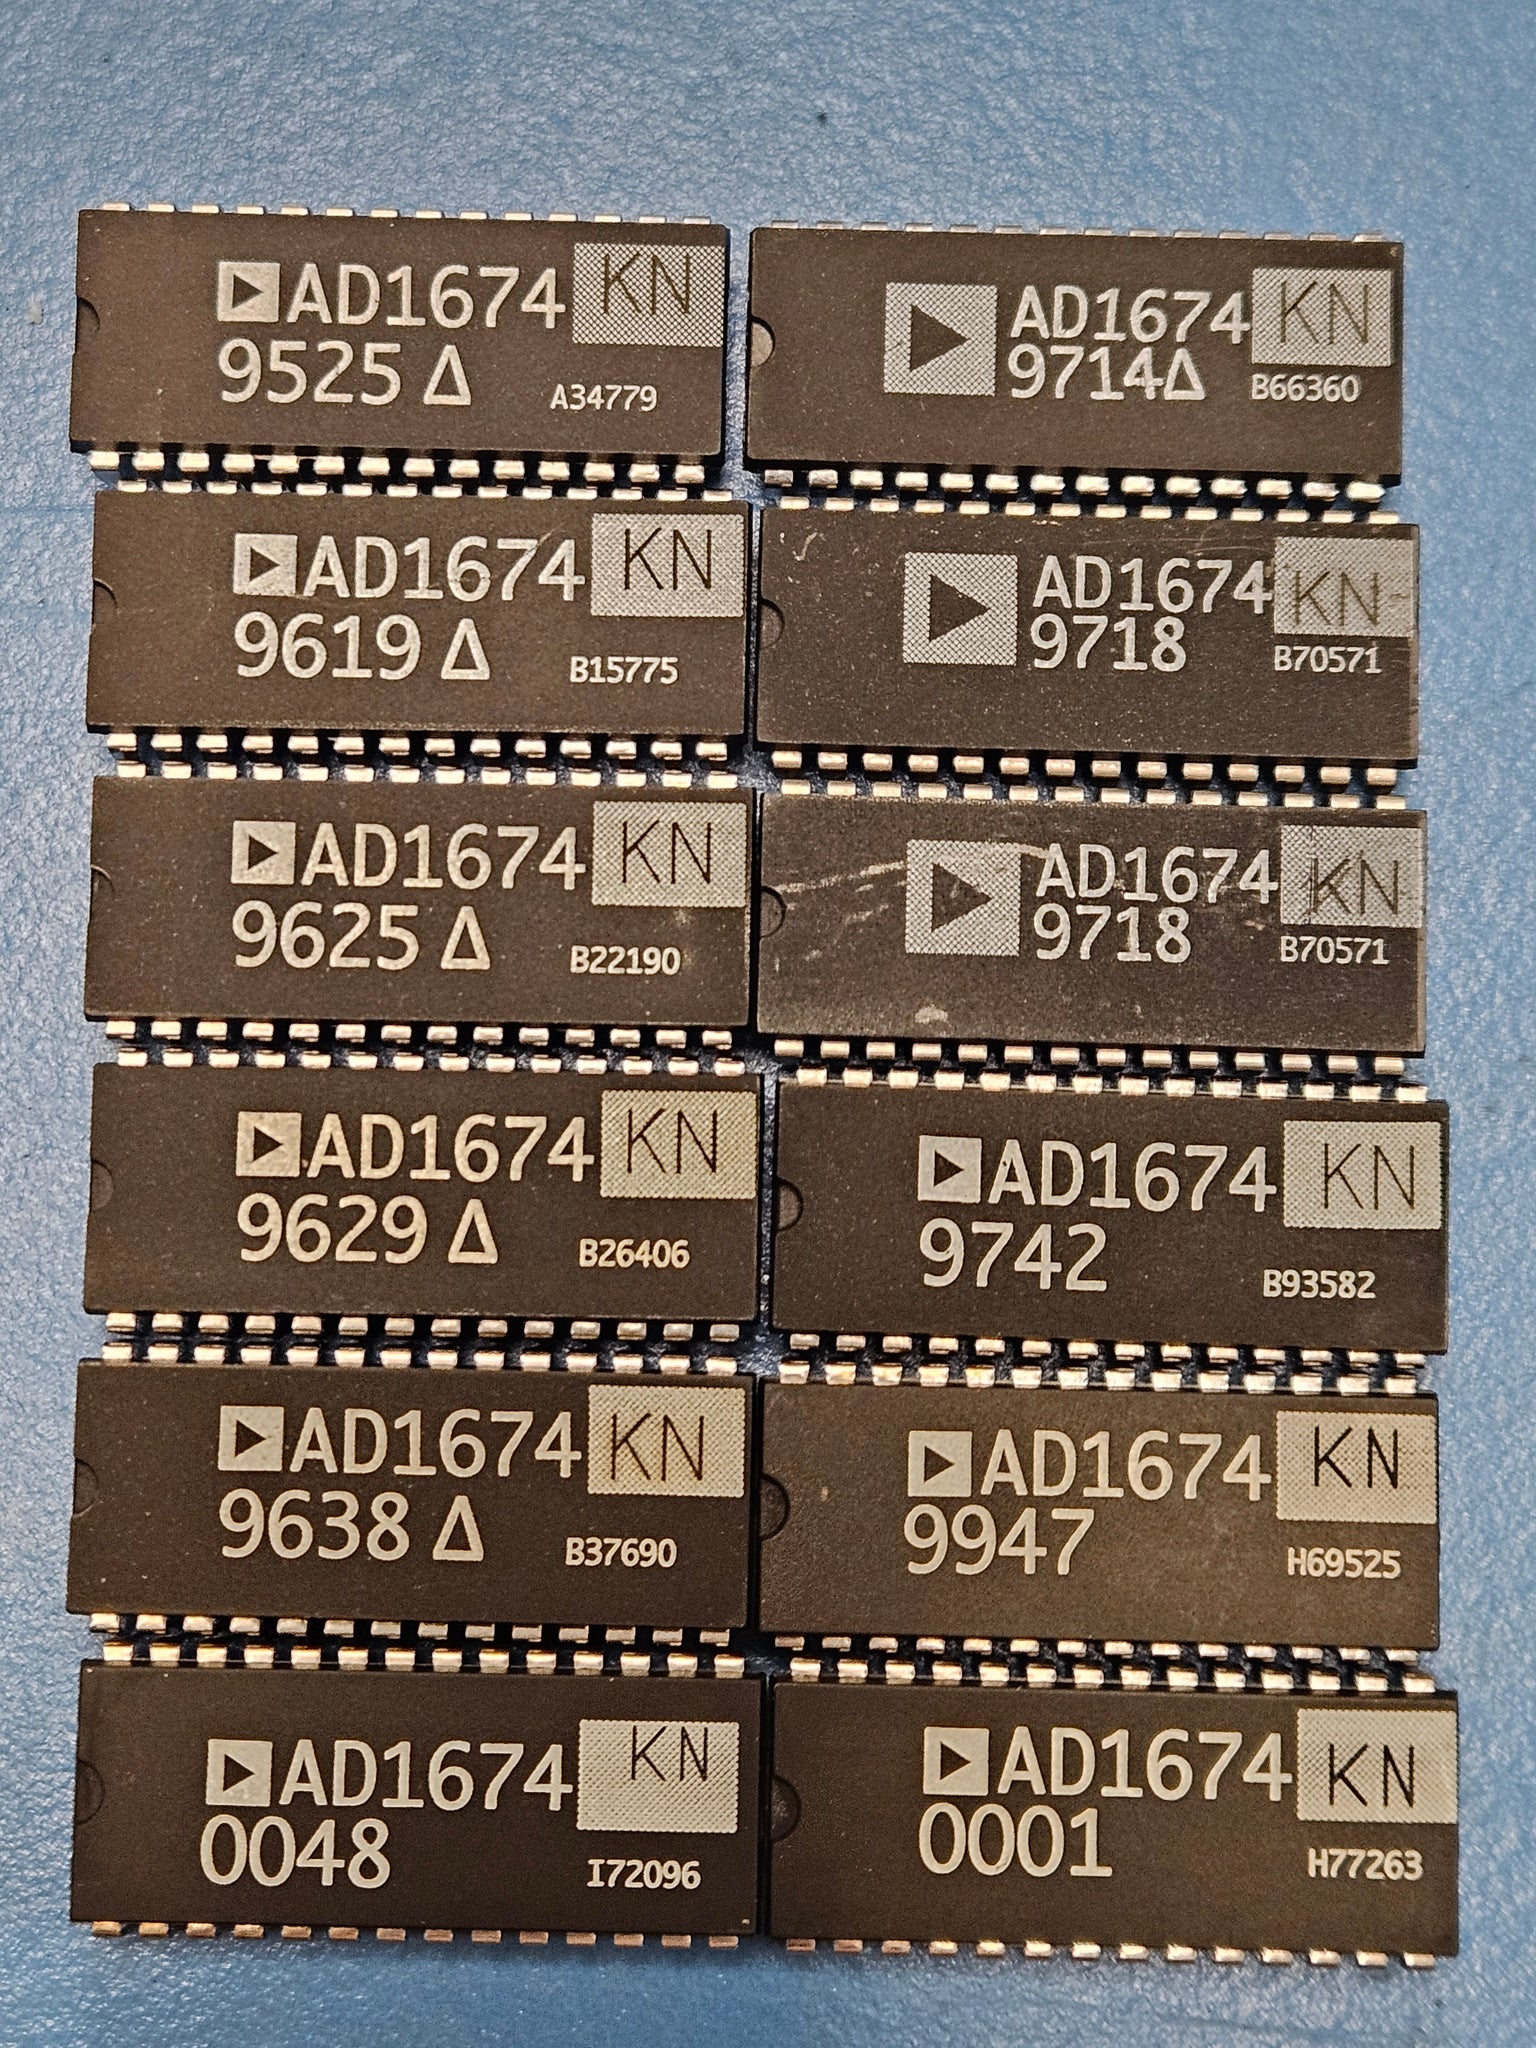 AD1674 KN
9525 Δ A34779
AD1674 KN
9714Δ B66360
AD1674 KN
9619 Δ B15775
AD1674 KN
9718 B70571
AD1674 KN
9625 Δ B22190
AD1674 KN
9718 B70571
AD1674 KN
9629 Δ B26406
AD1674 KN
9742 B93582
AD1674 KN
9638 Δ B37690
AD1674 KN
9947 H69525
AD1674 KN
0048 I72096
AD1674 KN
0001 H77263